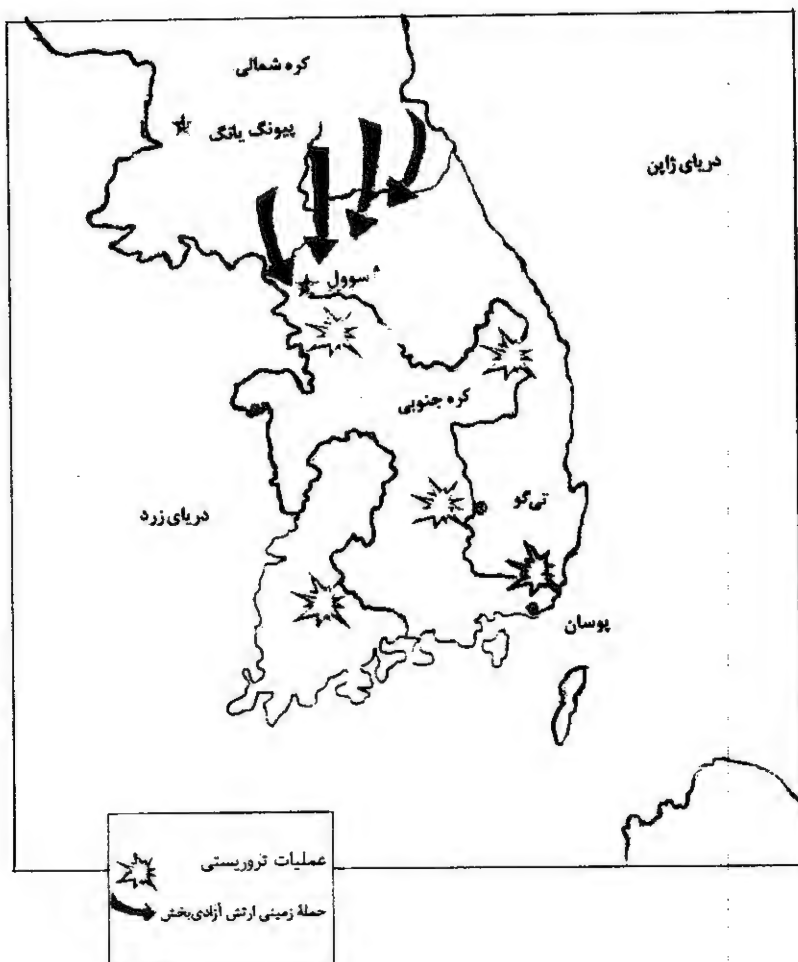 کره شمالی
پیونگ یانگ
دریای ژاپن
سوول
کره جنوبی
تی‌گو
دریای زرد
پوسان
عملیات تروریستی
حملهٔ زمینی ارتش آزادی‌بخش